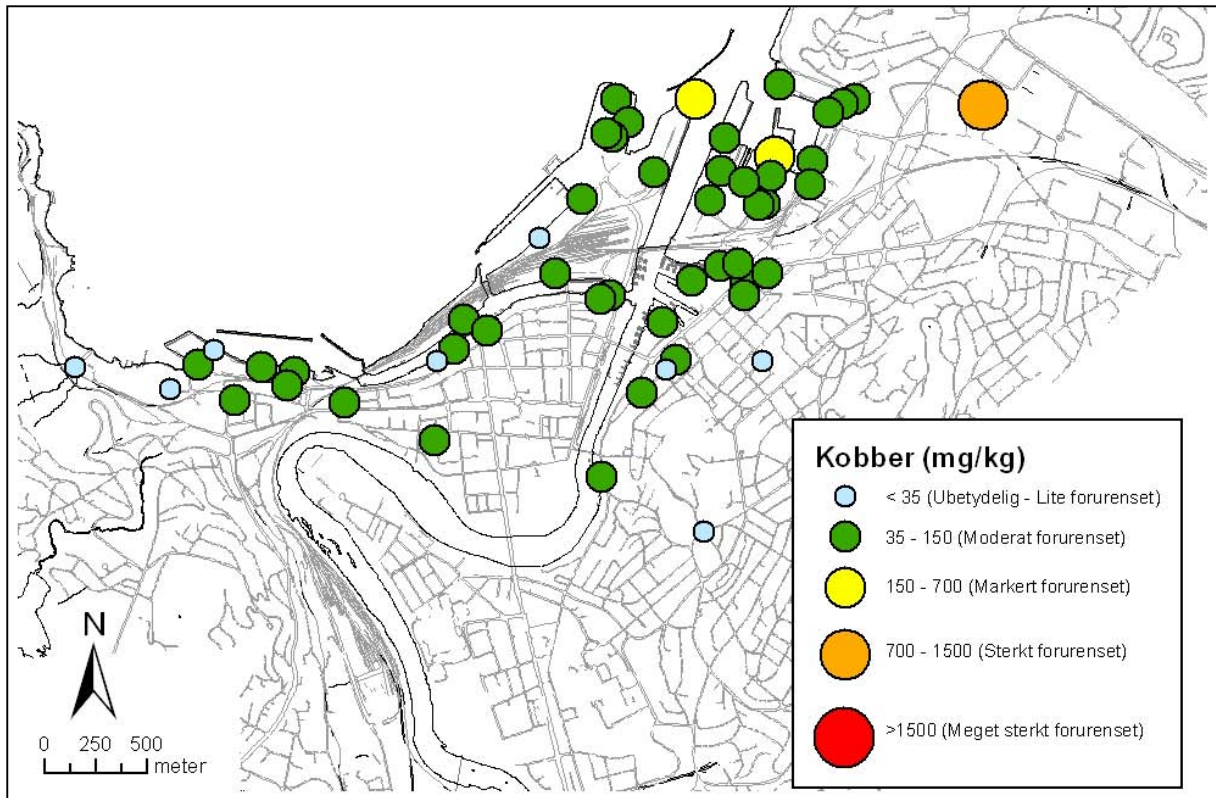 Kobber (mg/kg)
< 35 (Ubetydelig - Lite forurenset)
35 - 150 (Moderat forurenset)
150 - 700 (Markert forurenset)
700 - 1500 (Sterkt forurenset)
>1500 (Meget sterkt forurenset)
N
0 250 500
meter